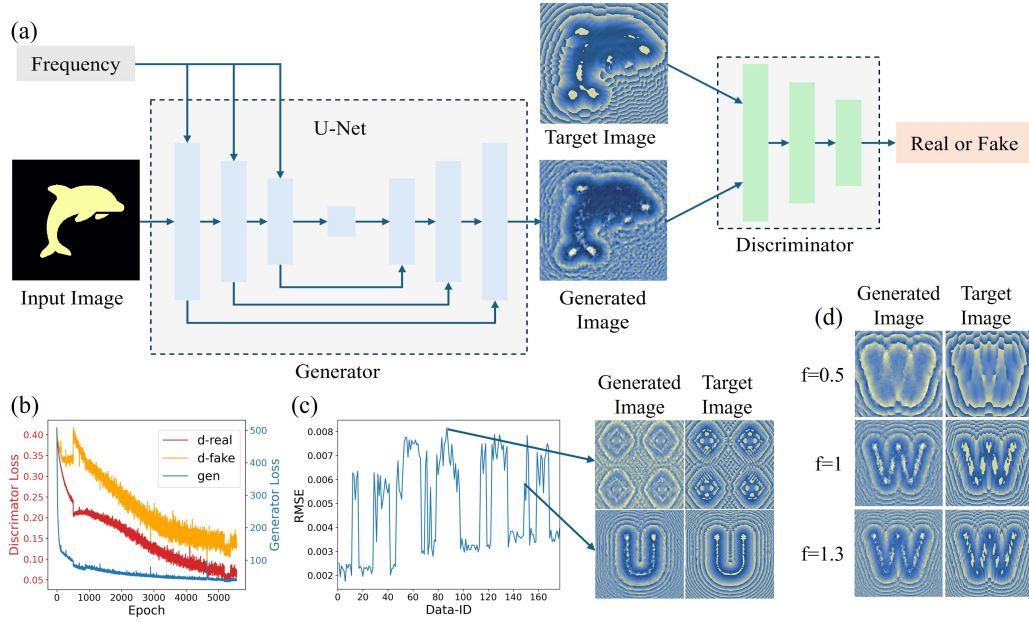 (a)
Frequency
U-Net
Input Image
Generator
Target Image
Generated
Image
Discriminator
Real or Fake
(b)
Discrimator Loss
0.40
0.35
0.30
0.25
0.20
0.15
0.10
0.05
d-real
d-fake
gen
500
400
300
200
100
Generator Loss
0 1000 2000 3000 4000 5000
Epoch
(c)
RMSE
0.008
0.007
0.006
0.005
0.004
0.003
0.002
0 20 40 60 80 100 120 140 160
Data-ID
Generated Target
Image Image
(d)
Generated Target
Image Image
f=0.5
f=1
f=1.3